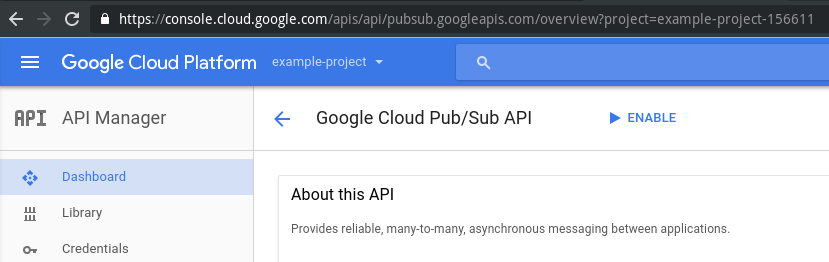 https://console.cloud.google.com/apis/api/pubsub.googleapis.com/overview?project=example-project-156611
Google Cloud Platform example-project
API API Manager
Google Cloud Pub/Sub API ENABLE
Dashboard
Library
Credentials
About this API
Provides reliable, many-to-many, asynchronous messaging between applications.